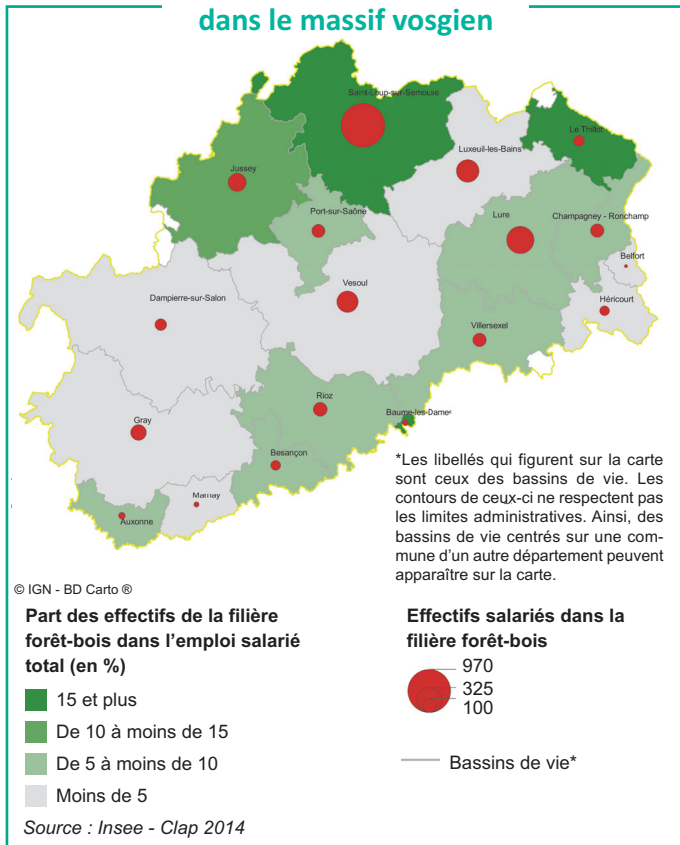 dans le massif vosgien
Saint-Loup-sur-Semouse
Le Thillot
Luxeuil-les-Bains
Jussey
Port-sur-Saône
Lure
Champagney - Ronchamp
Belfort
Vesoul
Dampierre-sur-Salon
Héricourt
Villersexel
Rioz
Baume-les-Dames
Gray
Besançon
Marnay
Auxonne
*Les libellés qui figurent sur la carte
sont ceux des bassins de vie. Les
contours de ceux-ci ne respectent pas
les limites administratives. Ainsi, des
bassins de vie centrés sur une com-
mune d'un autre département peuvent
apparaître sur la carte.
© IGN - BD Carto ®
Part des effectifs de la filière
forêt-bois dans l'emploi salarié
total (en %)
15 et plus
De 10 à moins de 15
De 5 à moins de 10
Moins de 5
Source : Insee - Clap 2014
Effectifs salariés dans la
filière forêt-bois
970
325
100
Bassins de vie*